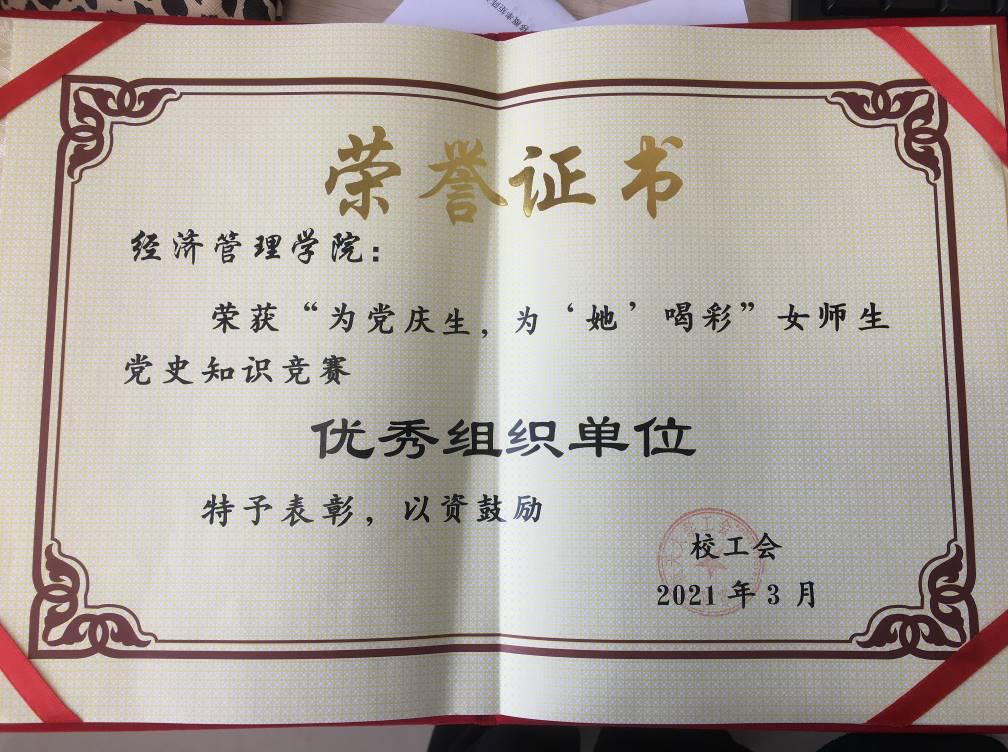 荣誉证书
经济管理学院：
荣获“为党庆生，为‘她’喝彩”女师生
党史知识竞赛
优秀组织单位
特予表彰，以资鼓励
校工会
2021年3月